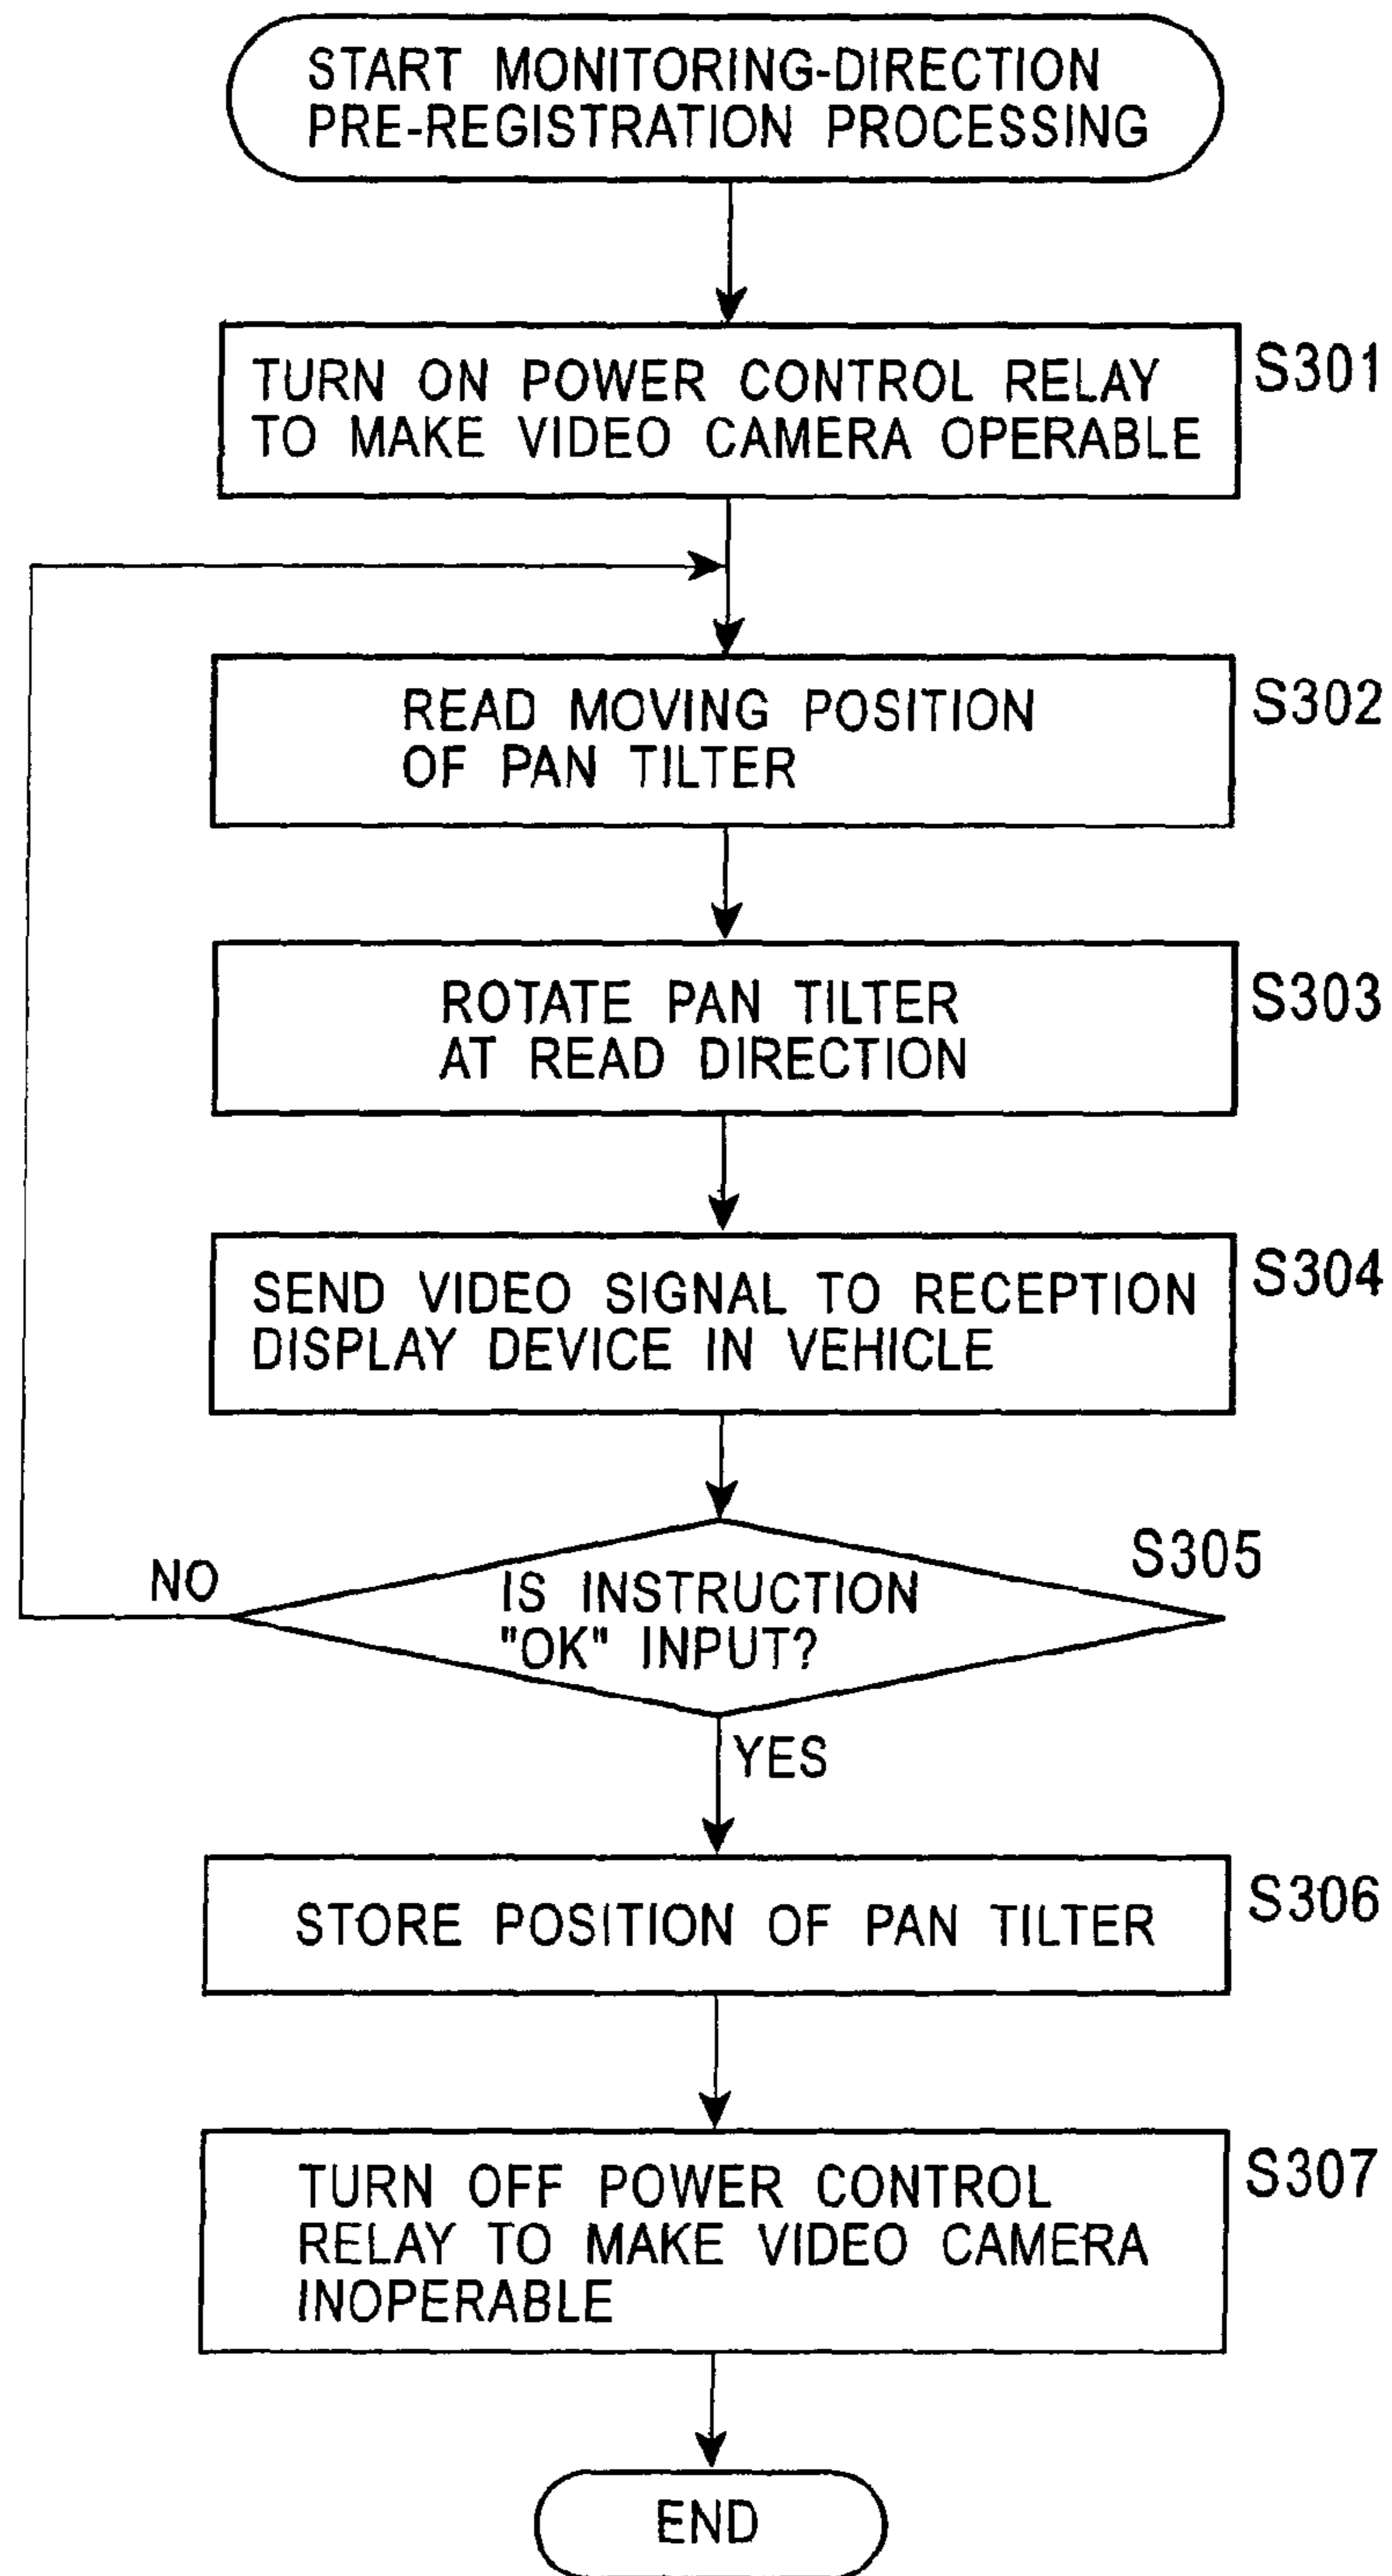 START MONITORING-DIRECTION
PRE-REGISTRATION PROCESSING
TURN ON POWER CONTROL RELAY
TO MAKE VIDEO CAMERA OPERABLE
S301
READ MOVING POSITION
OF PAN TILTER
S302
ROTATE PAN TILTER
AT READ DIRECTION
S303
SEND VIDEO SIGNAL TO RECEPTION
DISPLAY DEVICE IN VEHICLE
S304
NO
IS INSTRUCTION
"OK" INPUT?
S305
YES
STORE POSITION OF PAN TILTER
S306
TURN OFF POWER CONTROL
RELAY TO MAKE VIDEO CAMERA
INOPERABLE
S307
END